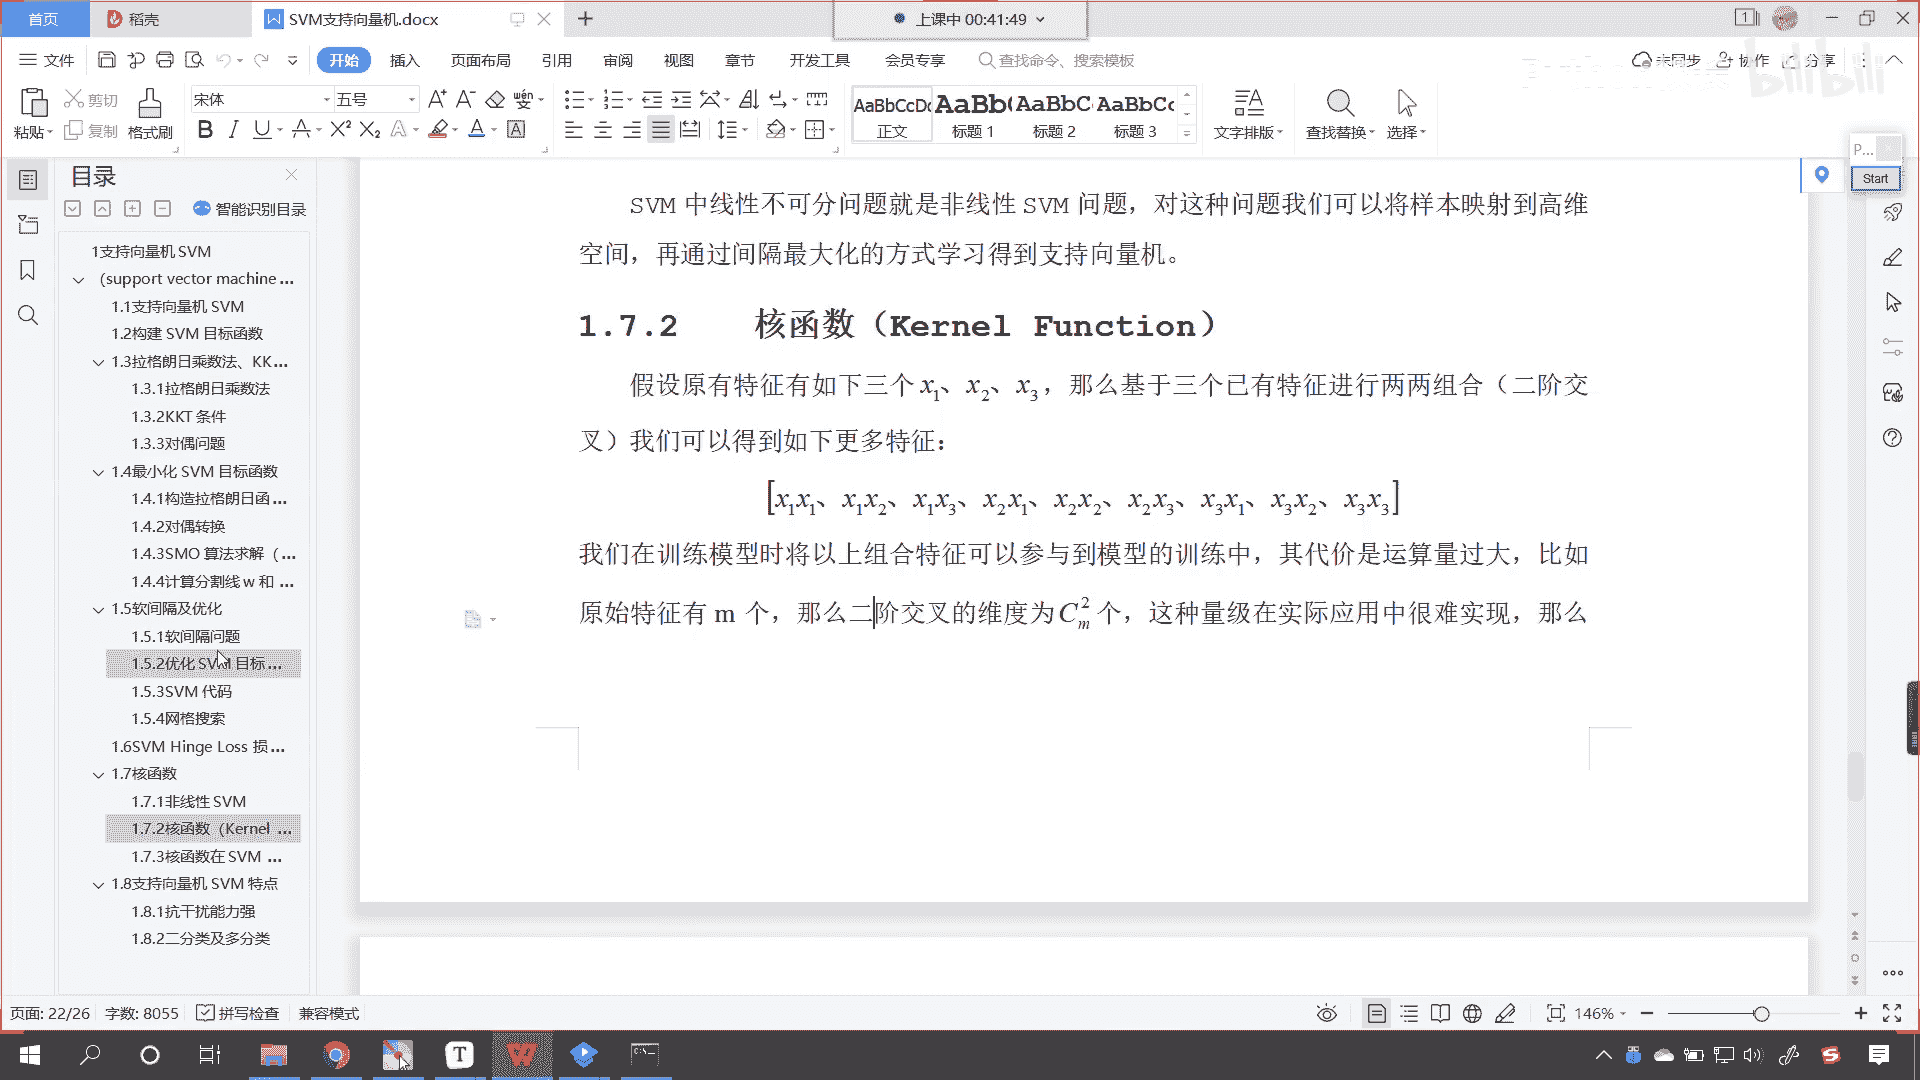 首页 稻壳 SVM支持向量机.docx 上课中 00:41:49
文件 开始 插入 页面布局 引用 审阅 视图 章节 开发工具 会员专享 查找命令、搜索模板 未同步 协作 分享
bilibili
粘贴 剪切 复制 格式刷 宋体 五号
AaBbCcDd AaBb( AaBbC AaBbCc
正文 标题 1 标题 2 标题 3 文字排版 查找替换 选择
P...
Start
目录
智能识别目录
1支持向量机 SVM
(support vector machine ...
1.1支持向量机 SVM
1.2构建 SVM 目标函数
1.3拉格朗日乘数法、KK...
1.3.1拉格朗日乘数法
1.3.2KKT 条件
1.3.3对偶问题
1.4最小化 SVM 目标函数
1.4.1构造拉格朗日函 ...
1.4.2对偶转换
1.4.3SMO 算法求解（ ...
1.4.4计算分割线 w 和 ...
1.5软间隔及优化
1.5.1软间隔问题
1.5.2优化 SVM 目标 ...
1.5.3SVM 代码
1.5.4网格搜索
1.6SVM Hinge Loss 损 ...
1.7核函数
1.7.1非线性 SVM
1.7.2核函数（Kernel ...
1.7.3核函数在 SVM ...
1.8支持向量机 SVM 特点
1.8.1抗干扰能力强
1.8.2二分类及多分类
SVM 中线性不可分问题就是非线性 SVM 问题，对这种问题我们可以将样本映射到高维
空间，再通过间隔最大化的方式学习得到支持向量机。
1.7.2 核函数（Kernel Function）
假设原有特征有如下三个 x₁、x₂、x₃，那么基于三个已有特征进行两两组合（二阶交
叉）我们可以得到如下更多特征：
[x₁x₁、x₁x₂、x₁x₃、x₂x₁、x₂x₂、x₂x₃、x₃x₁、x₃x₂、x₃x₃]
我们在训练模型时将以上组合特征可以参与到模型的训练中，其代价是运算量过大，比如
原始特征有 m 个，那么二阶交叉的维度为 C²ₘ 个，这种量级在实际应用中很难实现，那么
页面: 22/26 字数: 8055 拼写检查 兼容模式 146%